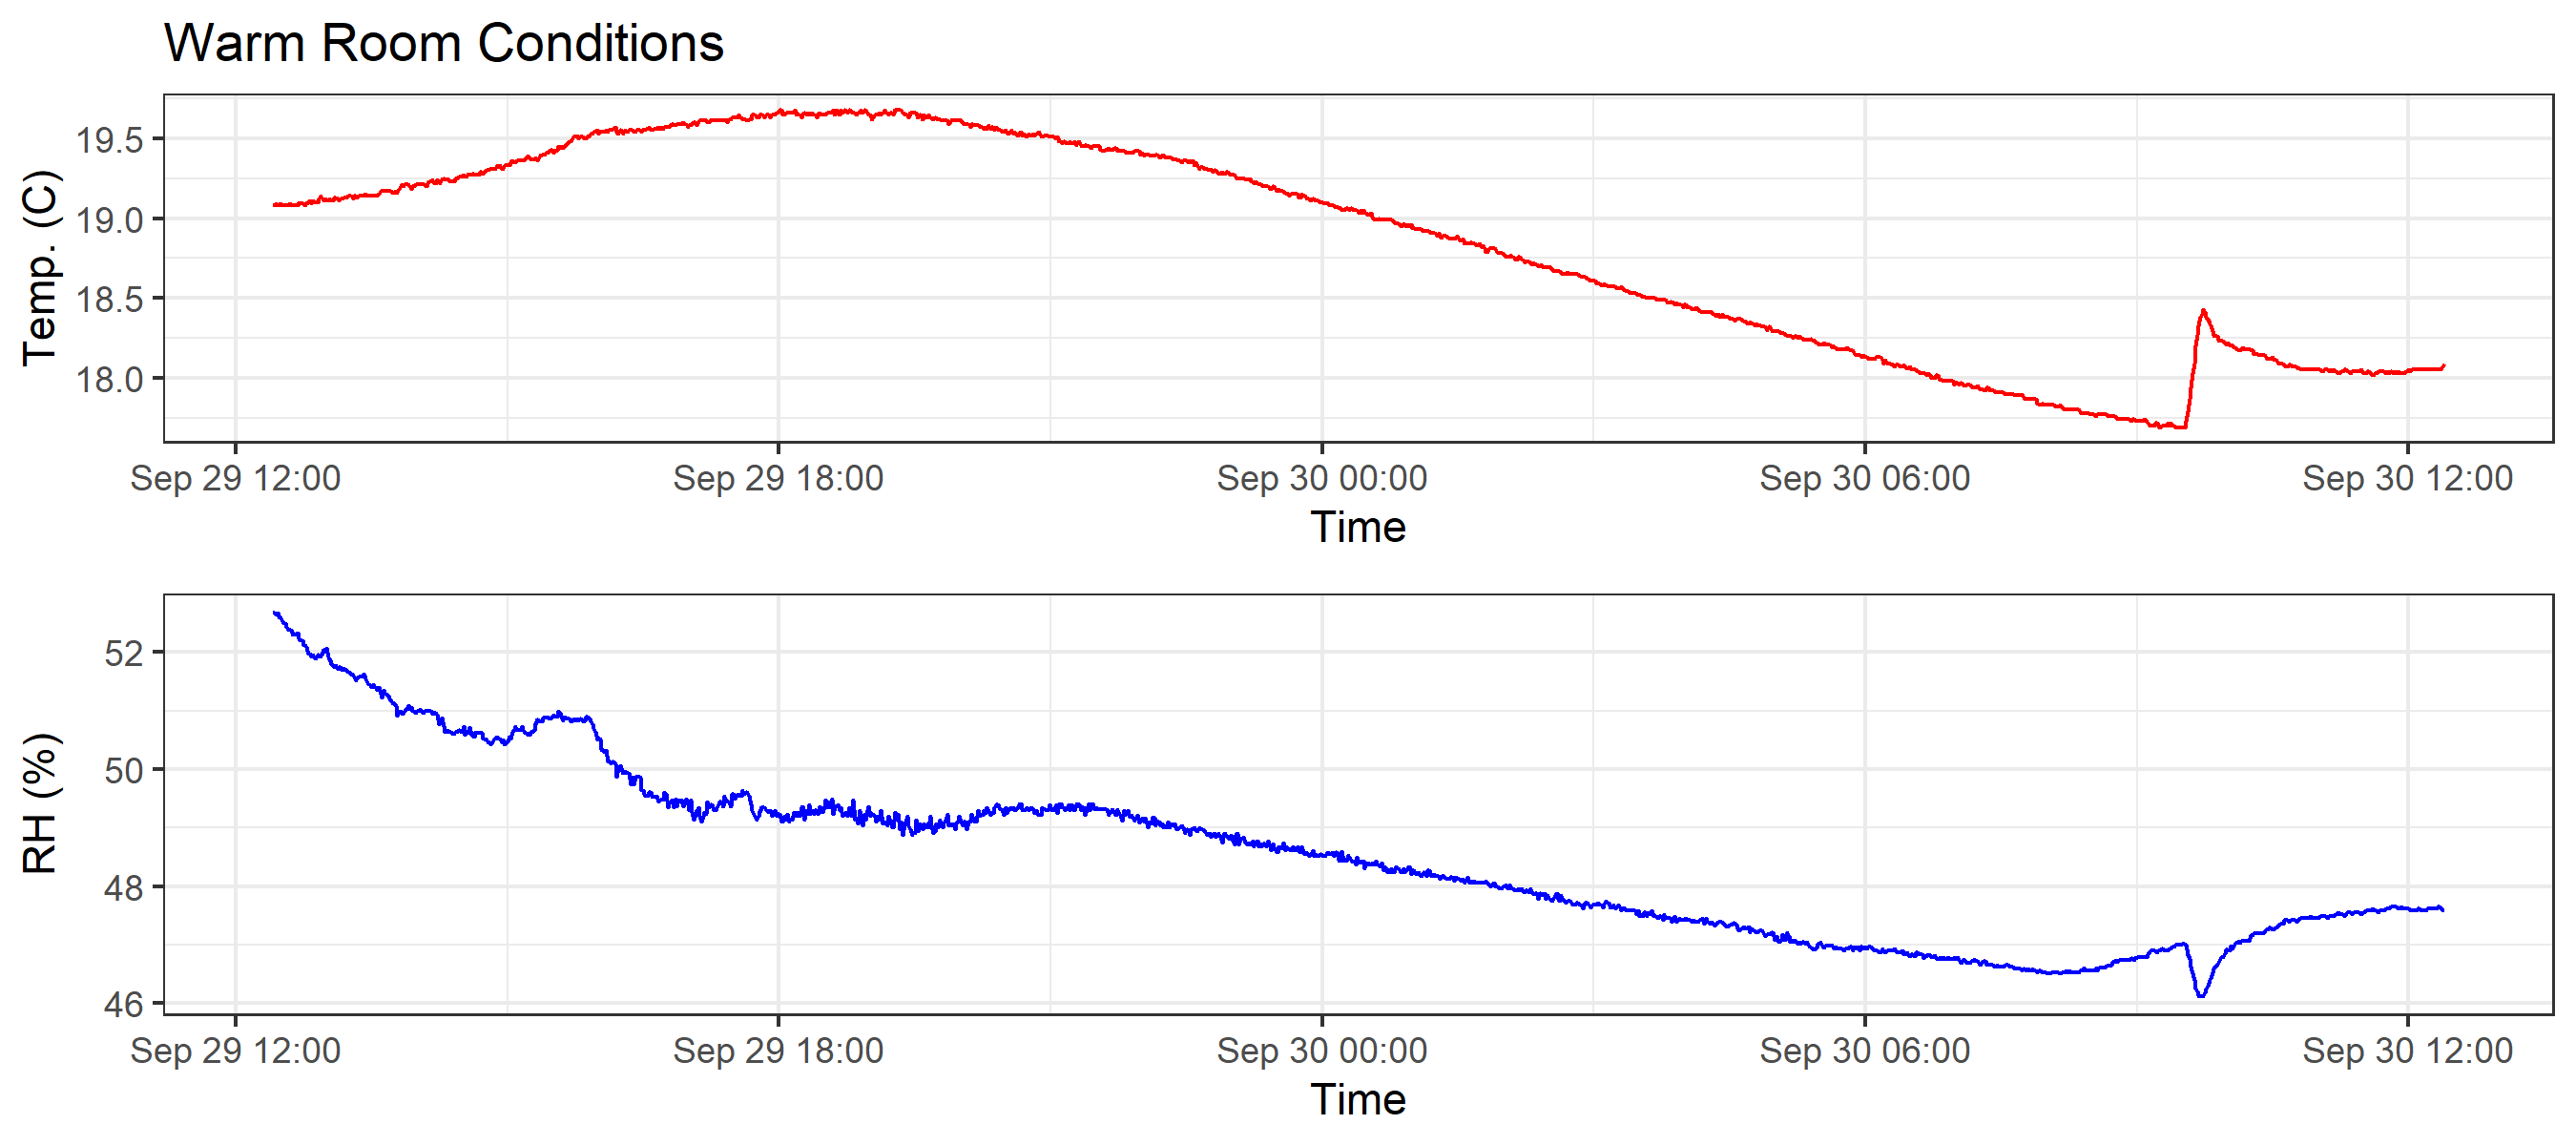 Warm Room Conditions
Temp. (C)
19.5
19.0
18.5
18.0
Sep 29 12:00 Sep 29 18:00 Sep 30 00:00 Sep 30 06:00 Sep 30 12:00
Time
RH (%)
52
50
48
46
Sep 29 12:00 Sep 29 18:00 Sep 30 00:00 Sep 30 06:00 Sep 30 12:00
Time